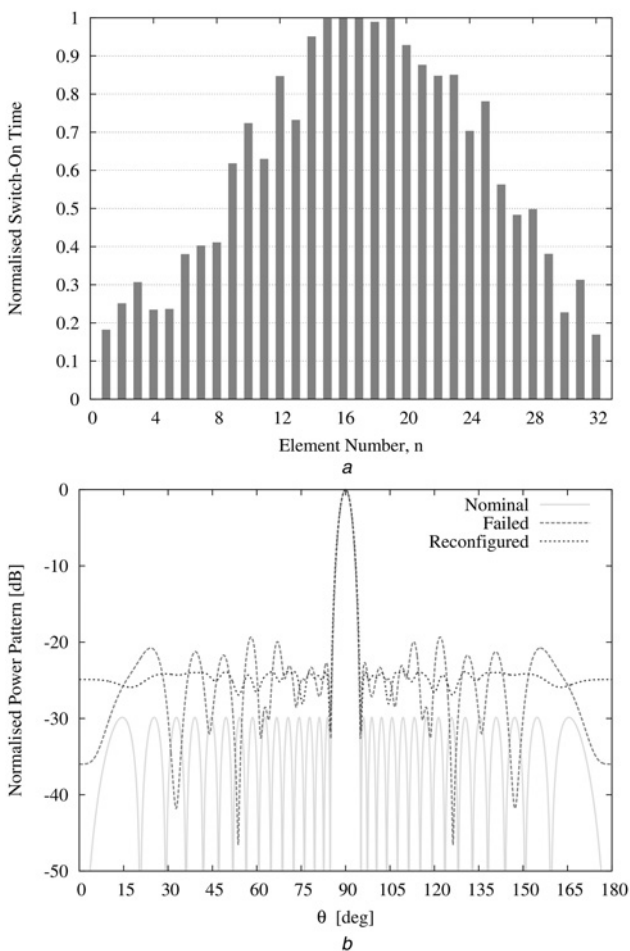 Normalised Switch-On Time
1
0.9
0.8
0.7
0.6
0.5
0.4
0.3
0.2
0.1
0
0 4 8 12 16 20 24 28 32
Element Number, n
a
Normalised Power Pattern [dB]
0
-10
-20
-30
-40
-50
Nominal
Failed
Reconfigured
0 15 30 45 60 75 90 105 120 135 150 165 180
θ [deg]
b